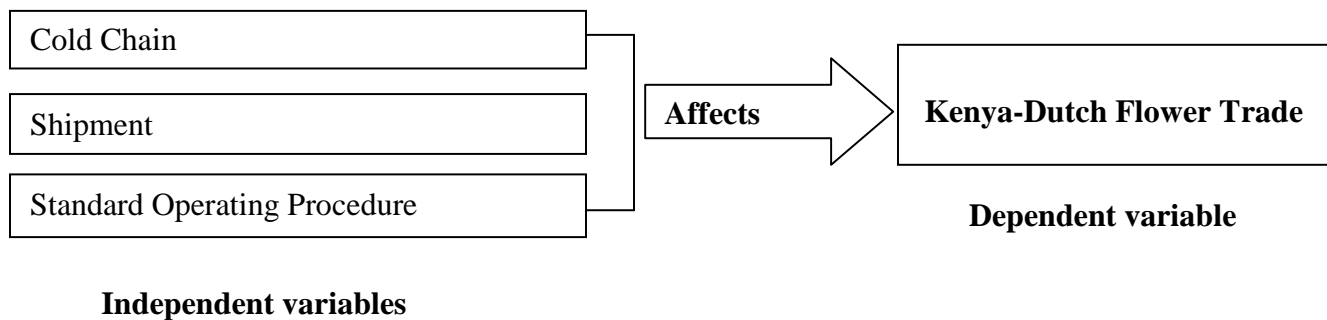 Cold Chain
Shipment
Standard Operating Procedure
Independent variables
Affects
Kenya-Dutch Flower Trade
Dependent variable